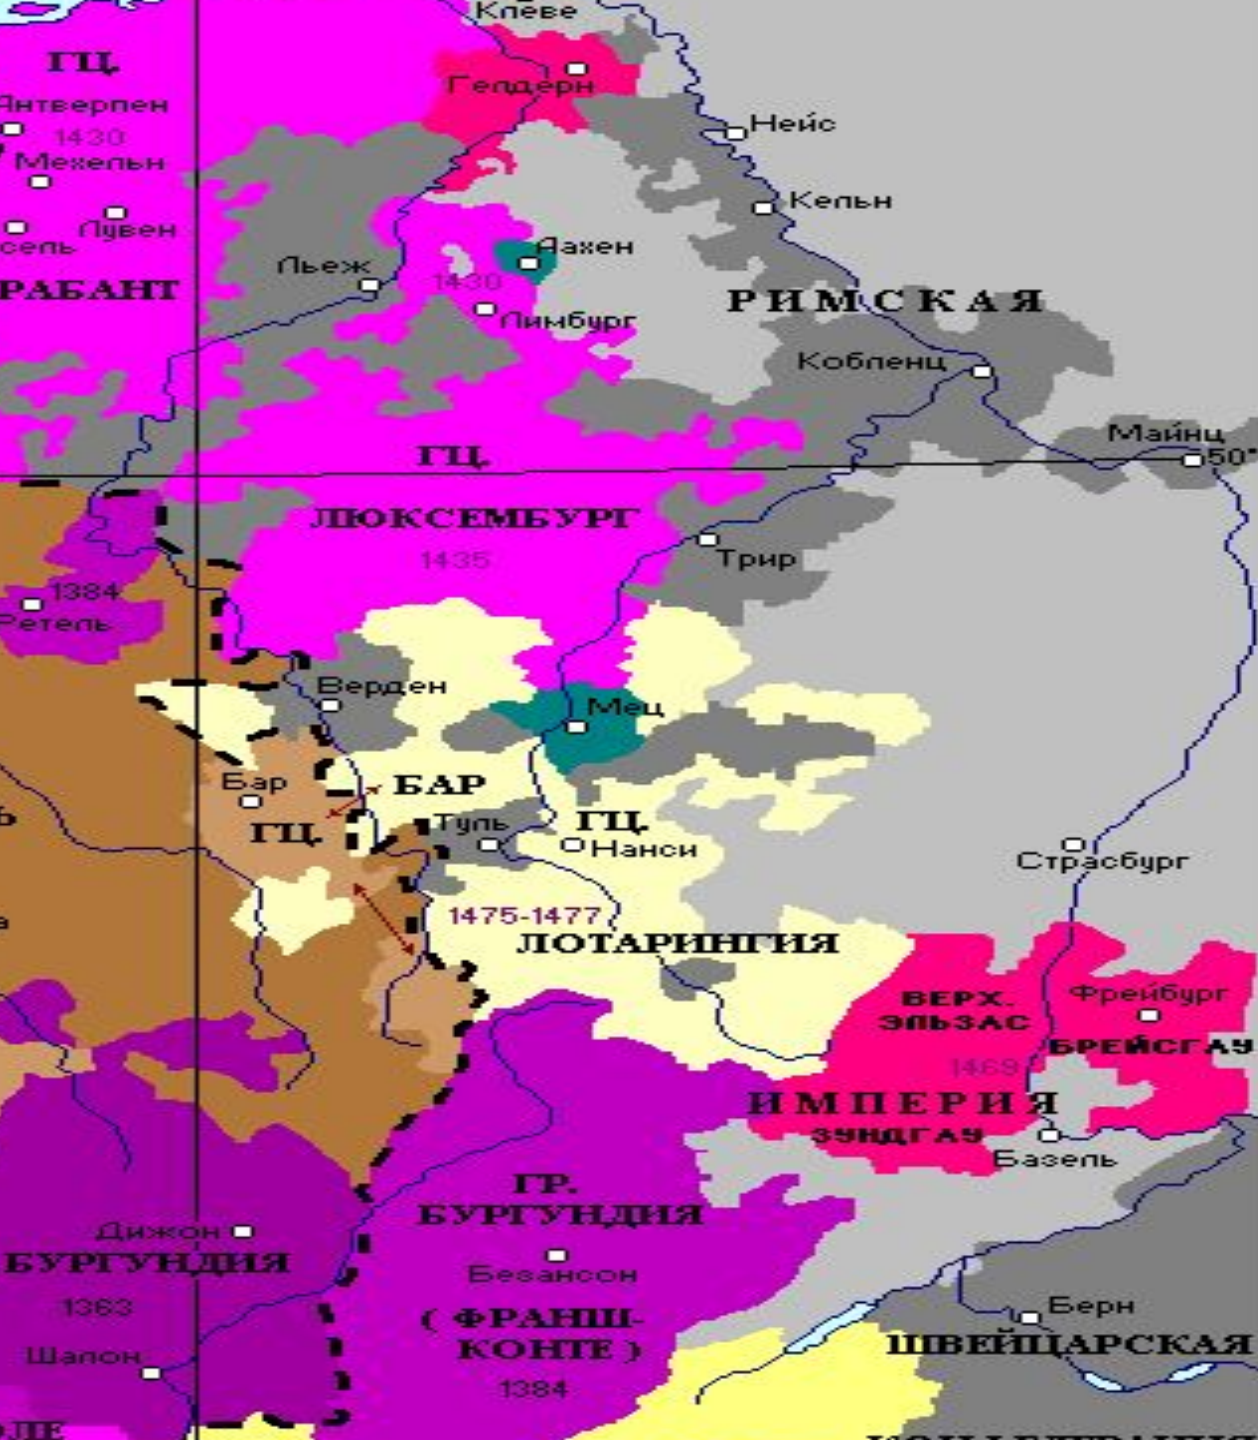 Клеве
ГЦ.
Гелдерн
Антверпен
1430
Нейс
Мехельн
Кельн
Лувен
сель
Аахен
Льеж
1430
РАБАНТ
РИМСКАЯ
Лимбург
Кобленц
Майнц
ГЦ.
50°
ЛЮКСЕМБУРГ
1435
Трир
1384
Ретель
Верден
Мец
Бар
БАР
Ь
ГЦ.
Туль
ГЦ.
Нанси
Страсбург
а
1475-1477
ЛОТАРИНГИЯ
ВЕРХ.
ЭЛЬЗАС
Фрейбург
БРЕЙСГАУ
1469
ИМПЕРИЯ
ЗУНДГАУ
Базель
ГР.
БУРГУНДИЯ
Дижон
БУРГУНДИЯ
Безансон
1363
(ФРАНШ-
КОНТЕ)
Берн
ШВЕЙЦАРСКАЯ
Шалон
1384
ОЛЕ